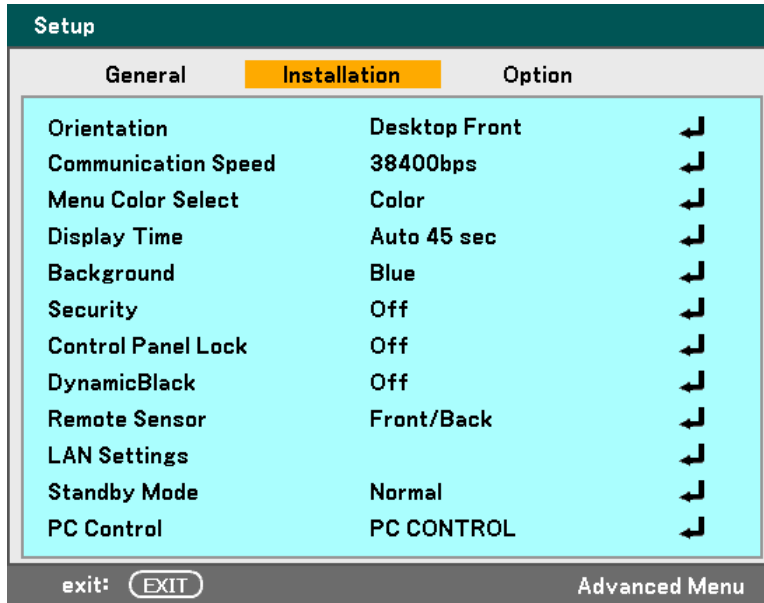 Setup
General Installation Option
Orientation Desktop Front
Communication Speed 38400bps
Menu Color Select Color
Display Time Auto 45 sec
Background Blue
Security Off
Control Panel Lock Off
DynamicBlack Off
Remote Sensor Front/Back
LAN Settings
Standby Mode Normal
PC Control PC CONTROL
exit: EXIT Advanced Menu